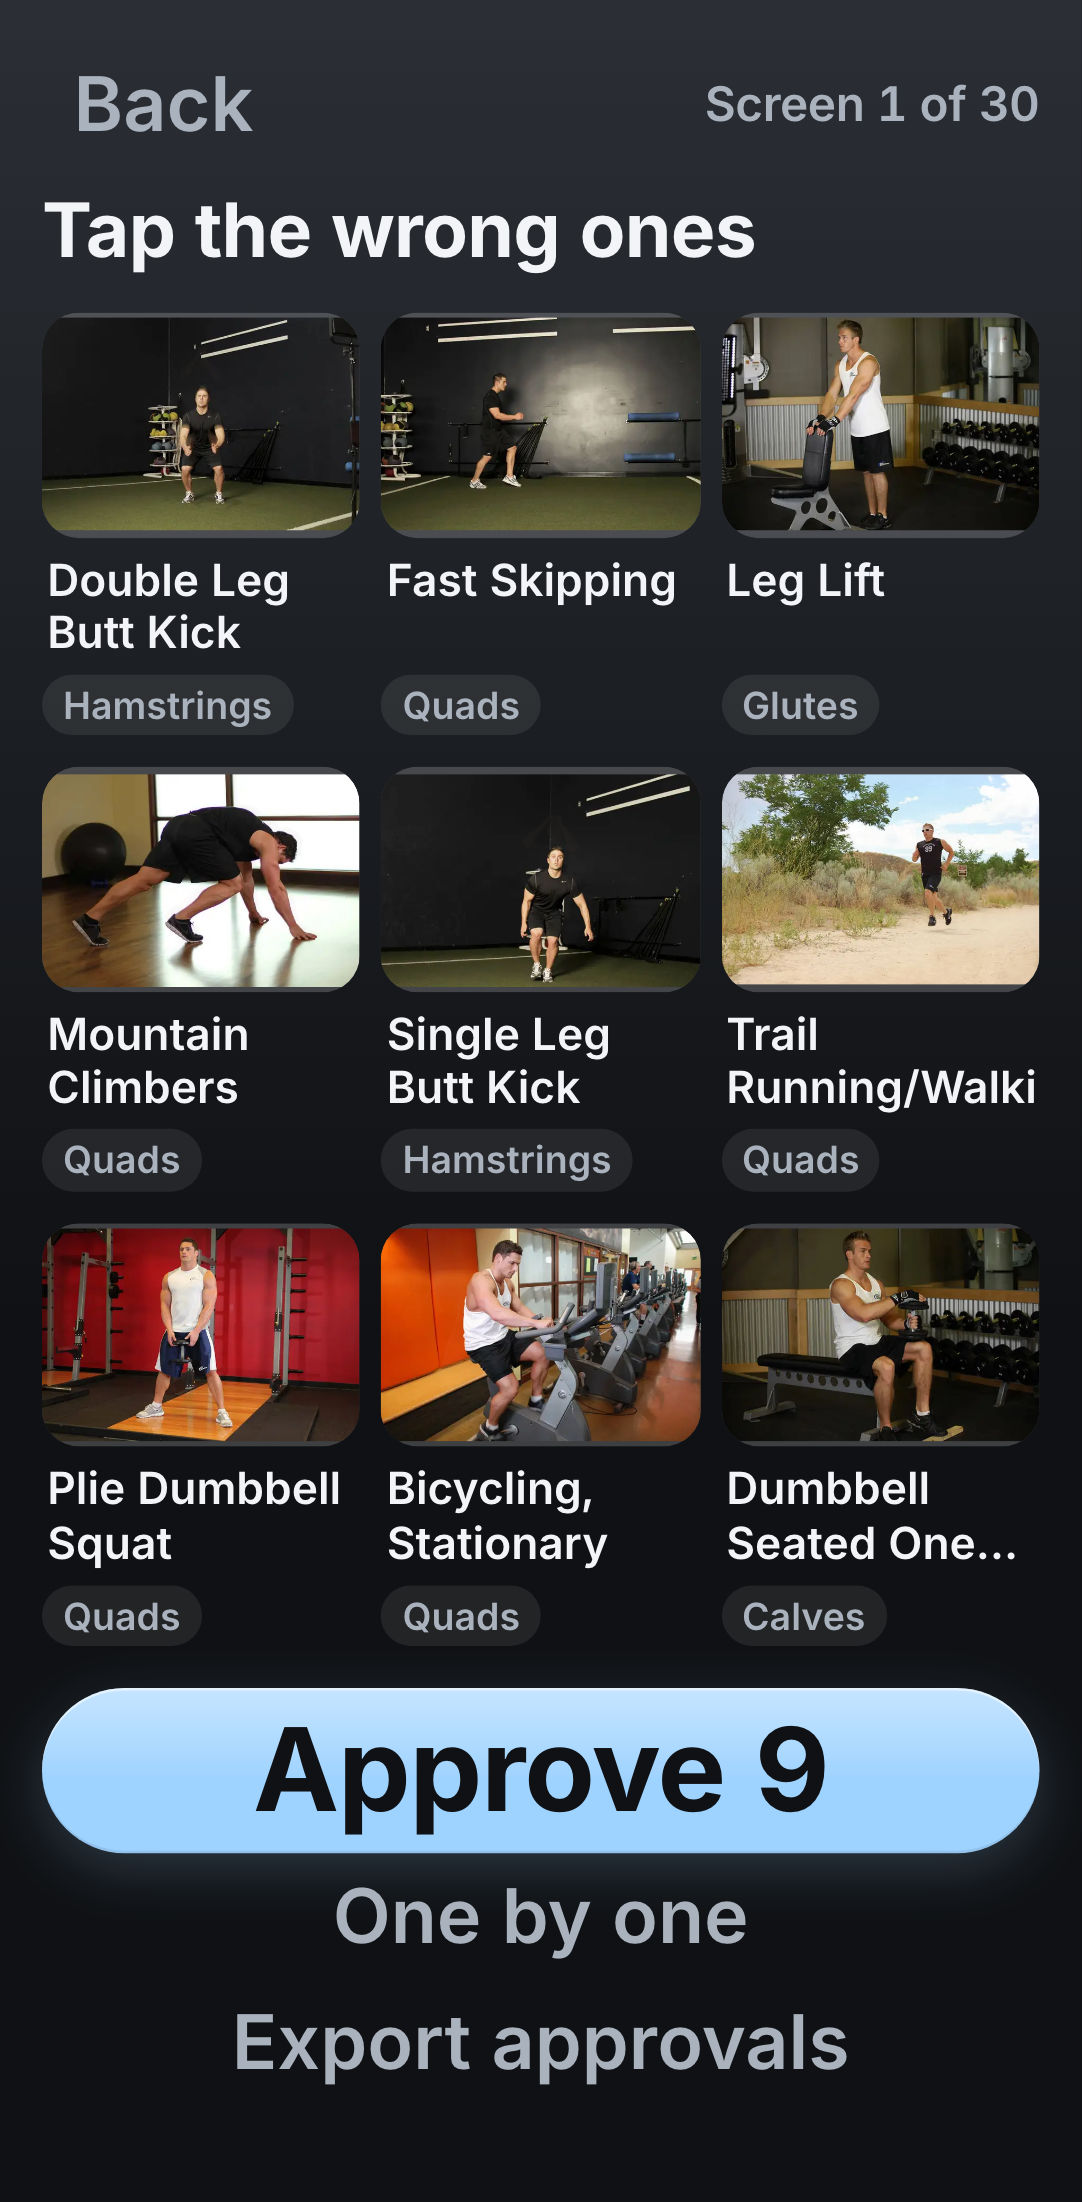 Back
Screen 1 of 30
Tap the wrong ones
Double Leg
Butt Kick
Hamstrings
Fast Skipping
Quads
Leg Lift
Glutes
Mountain
Climbers
Quads
Single Leg
Butt Kick
Hamstrings
Trail
Running/Walki
Quads
Plie Dumbbell
Squat
Quads
Bicycling,
Stationary
Quads
Dumbbell
Seated One...
Calves
Approve 9
One by one
Export approvals